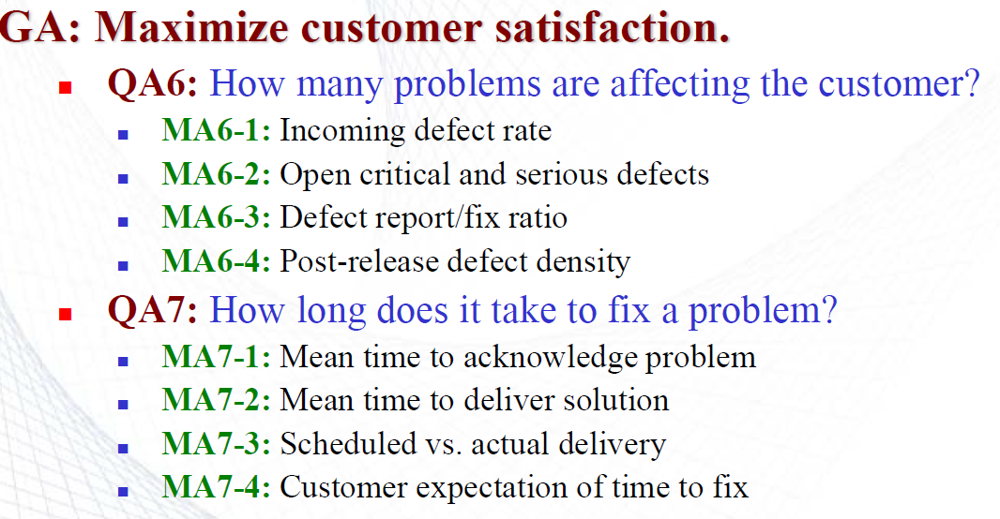 GA: Maximize customer satisfaction.
QA6: How many problems are affecting the customer?
MA6-1: Incoming defect rate
MA6-2: Open critical and serious defects
MA6-3: Defect report/fix ratio
MA6-4: Post-release defect density
QA7: How long does it take to fix a problem?
MA7-1: Mean time to acknowledge problem
MA7-2: Mean time to deliver solution
MA7-3: Scheduled vs. actual delivery
MA7-4: Customer expectation of time to fix